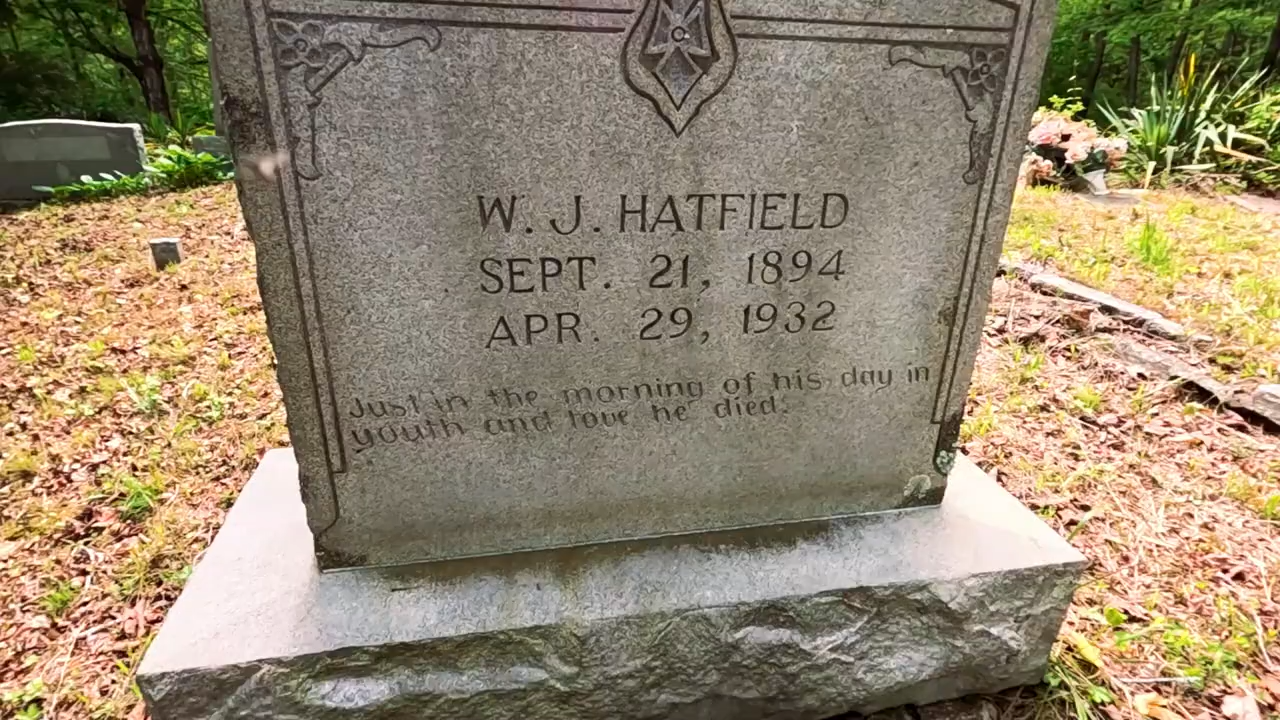 W. J. HATFIELD
SEPT. 21, 1894
APR. 29, 1932
Just in the morning of his day in
youth and love he died.